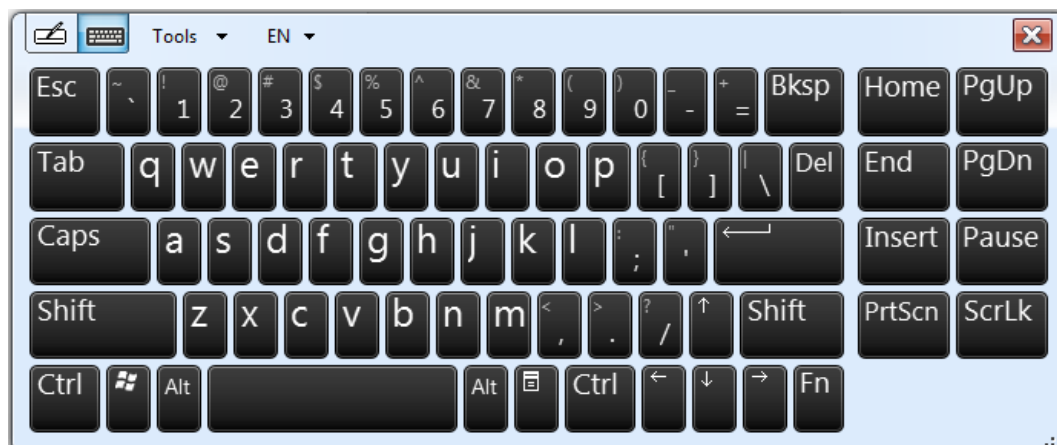 Tools EN
Esc ~ ` ! 1 @ 2 # 3 $ 4 % 5 ^ 6 & 7 * 8 ( 9 ) 0 _ - + = Bksp Home PgUp
Tab q w e r t y u i o p { [ } ] | \ Del End PgDn
Caps a s d f g h j k l : ; " ' Insert Pause
Shift z x c v b n m < , > . ? / ↑ Shift PrtScn ScrLk
Ctrl Alt Alt Ctrl ← ↓ → Fn